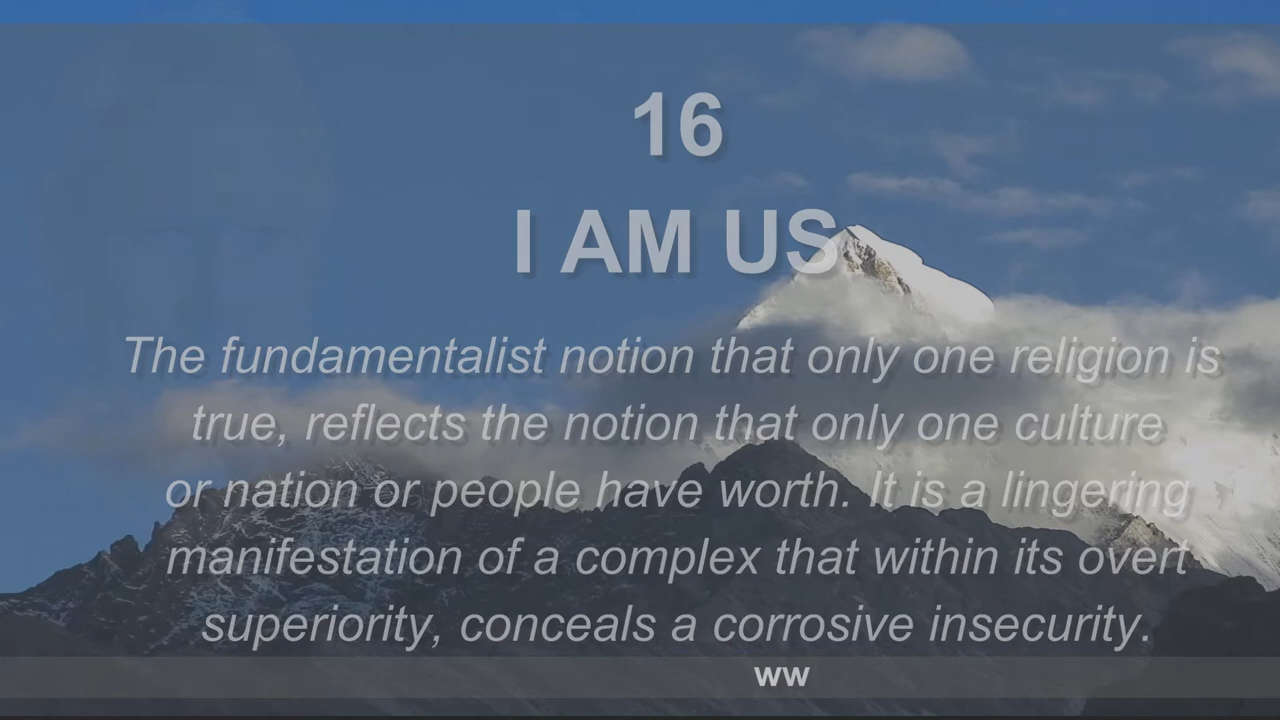 16
I AM US
The fundamentalist notion that only one religion is
true, reflects the notion that only one culture
or nation or people have worth. It is a lingering
manifestation of a complex that within its overt
superiority, conceals a corrosive insecurity.
ww